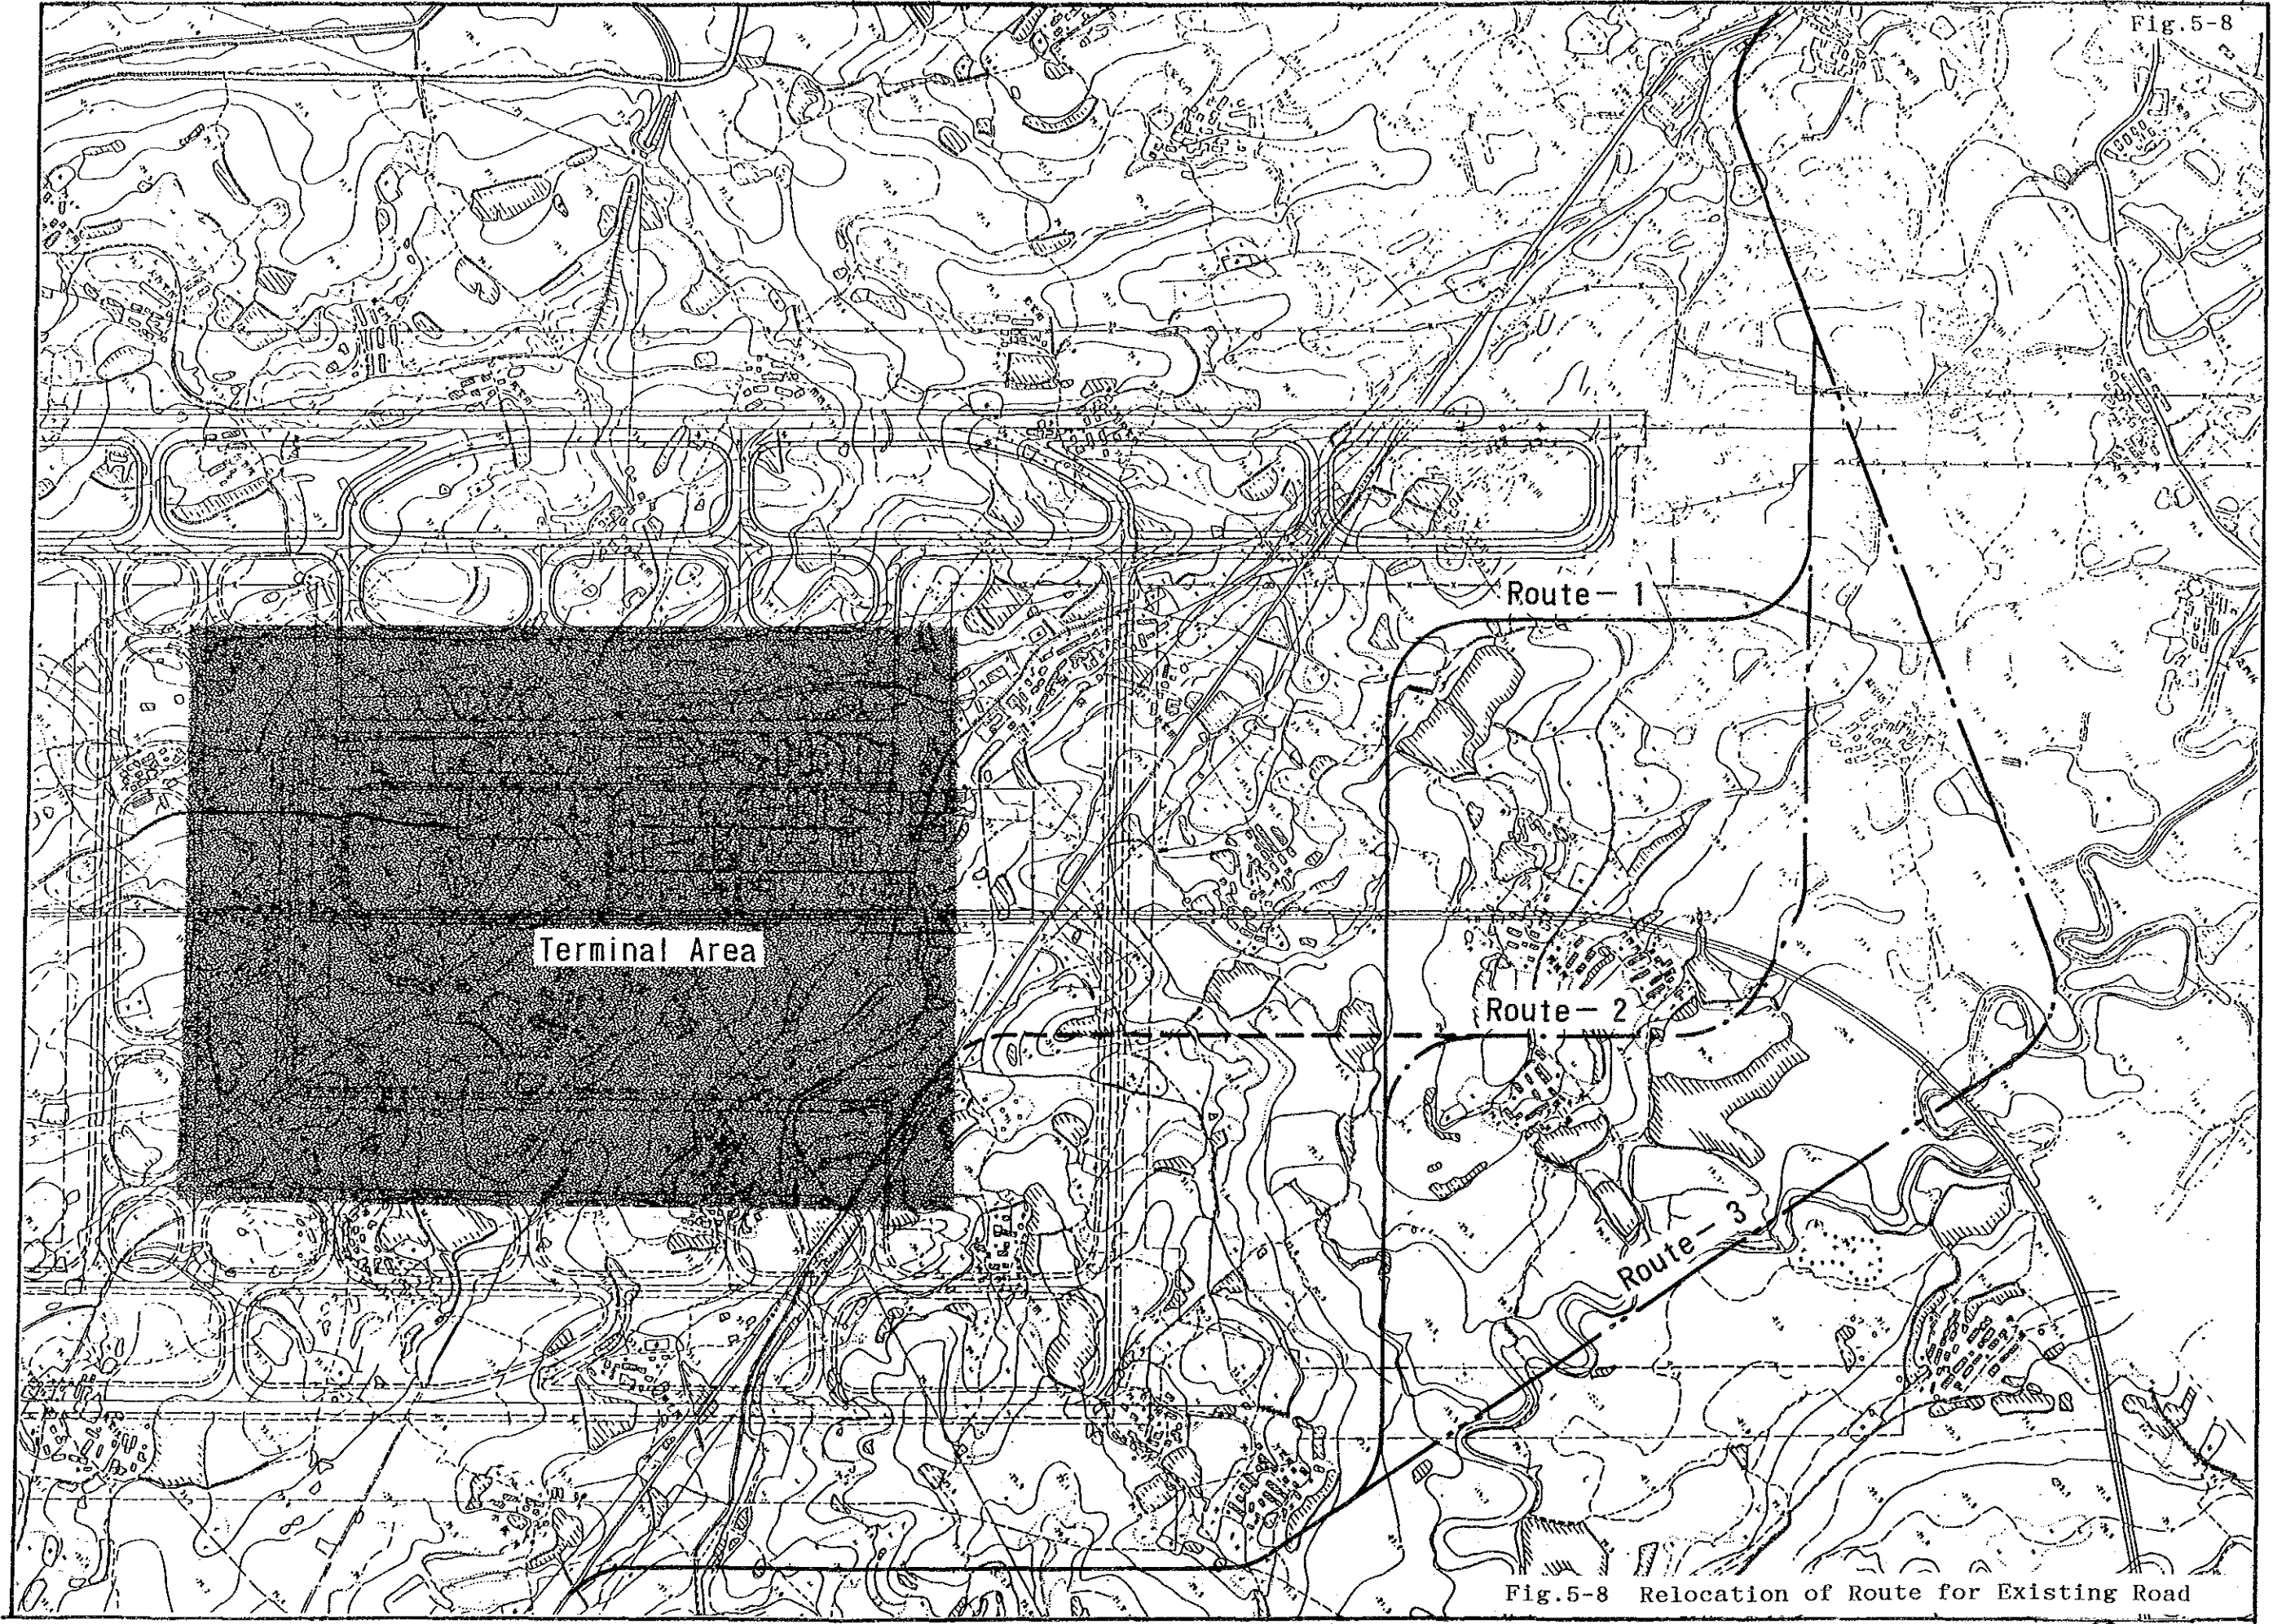 Fig.5-8
Route- 1
Terminal Area
Route- 2
Route- 3
Fig.5-8 Relocation of Route for Existing Road